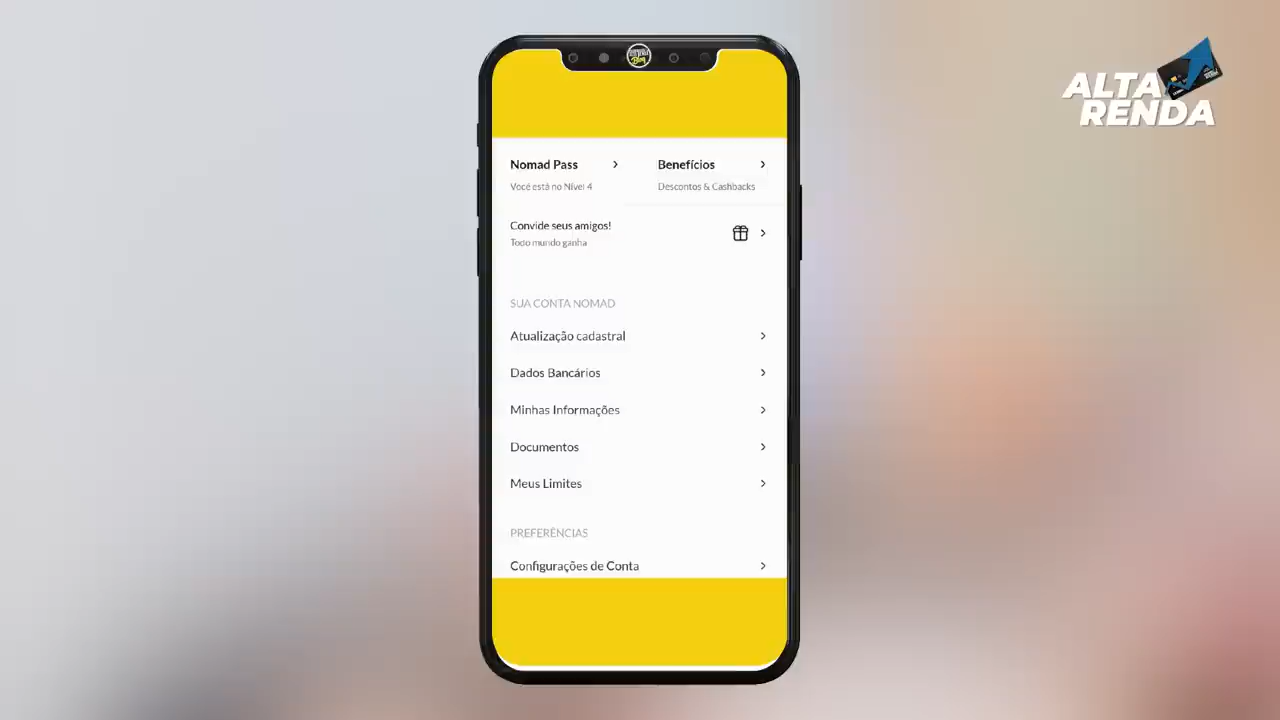 ALTA
RENDA
Blog
Nomad Pass
Você está no Nível 4
Benefícios
Descontos & Cashbacks
Convide seus amigos!
Todo mundo ganha
SUA CONTA NOMAD
Atualização cadastral
Dados Bancários
Minhas Informações
Documentos
Meus Limites
PREFERÊNCIAS
Configurações de Conta